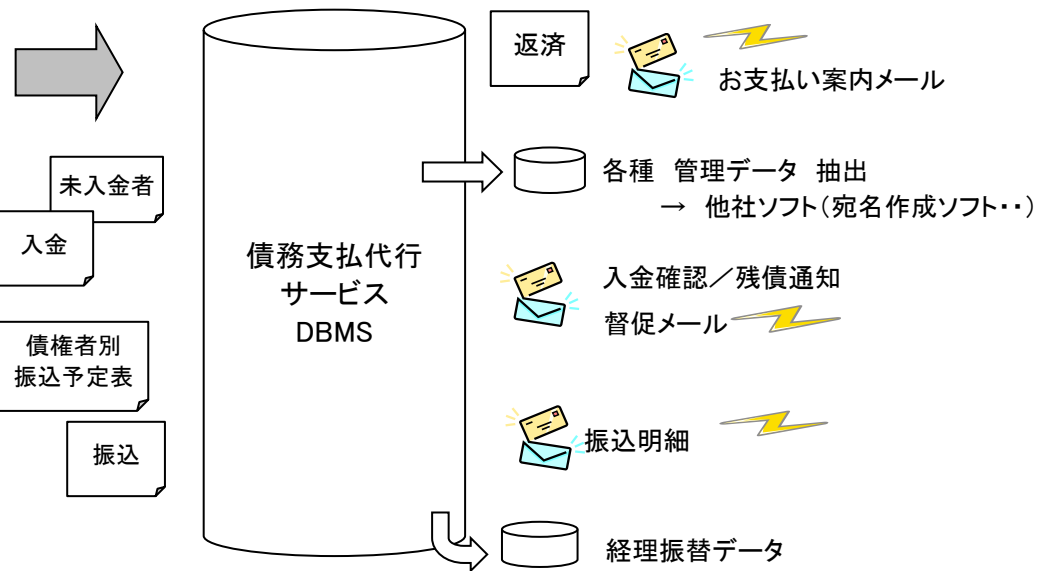 返済
お支払い案内メール
未入金者
入金
各種 管理データ 抽出
→ 他社ソフト(宛名作成ソフト・・)
債務支払代行
サービス
DBMS
入金確認/残債通知
督促メール
債権者別
振込予定表
振込
振込明細
経理振替データ